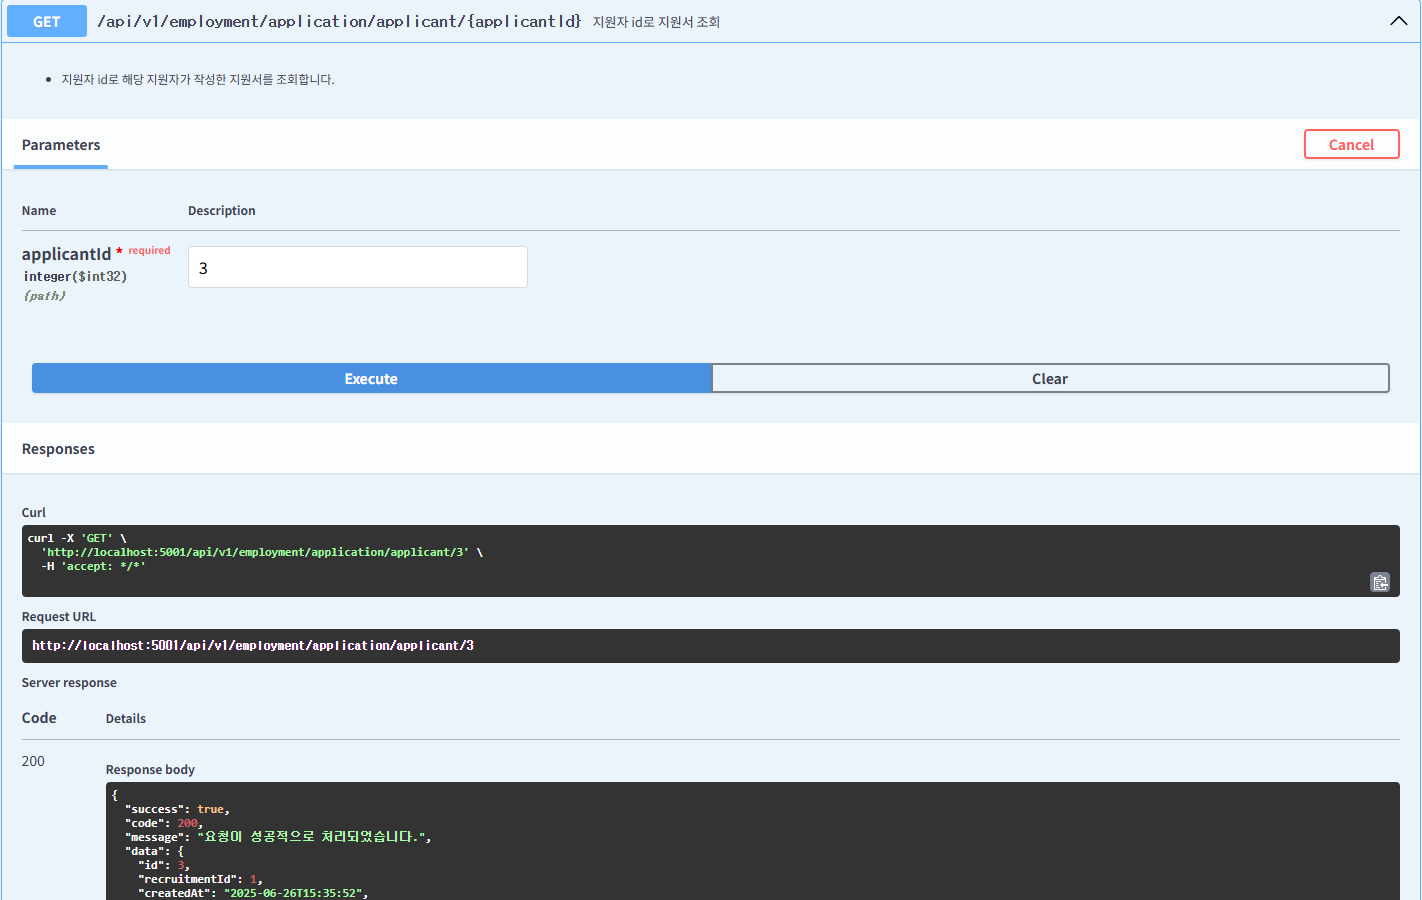 GET /api/v1/employment/application/applicant/{applicantId} 지원자 id로 지원서 조회
지원자 id로 해당 지원자가 작성한 지원서를 조회합니다.
Parameters
Cancel
Name Description
applicantId * required
integer($int32)
(path)
3
Execute
Clear
Responses
Curl
curl -X 'GET' \
'http://localhost:5001/api/v1/employment/application/applicant/3' \
-H 'accept: */*'
Request URL
http://localhost:5001/api/v1/employment/application/applicant/3
Server response
Code Details
200
Response body
{
"success": true,
"code": 200,
"message": "요청이 성공적으로 처리되었습니다.",
"data": {
"id": 3,
"recruitmentId": 1,
"createdAt": "2025-06-26T15:35:52",